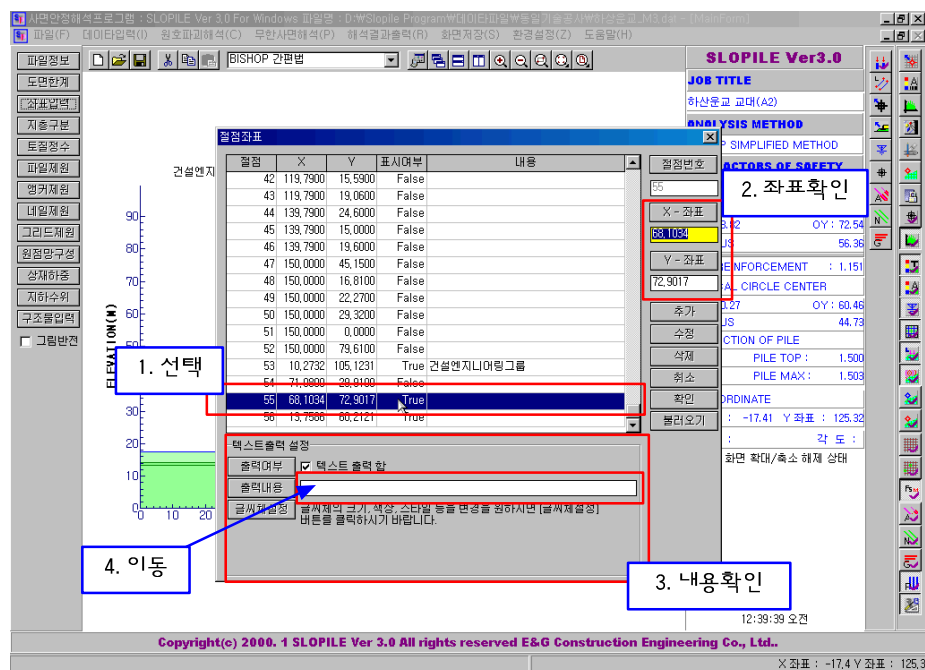 사면안정해석프로그램 : SLOPILE Ver 3.0 For Windows 파일명 : D:\Slopile Program\데이타파일\동일기술공사\하상운교_M3.dat - [MainForm]
파일(F) 데이타입력(I) 원호파괴해석(C) 무한사면해석(P) 해석결과출력(R) 화면저장(S) 환경설정(Z) 도움말(H)
파일정보
도면한계
좌표입력
지층구분
토질정수
파일제원
앵커제원
네일제원
그리드제원
원점망구성
상재하중
지하수위
구조물입력
그림반전
BISHOP 간편법
건설엔지
ELEVATION(M)
90
80
70
60
50
30
20
10
0
0 10 20
절점좌표
절점 X Y 표시여부 내용
42 119,7900 15,5900 False
43 119,7900 19,0600 False
44 139,7900 24,6000 False
45 139,7900 15,0000 False
46 139,7900 19,6000 False
47 150,0000 45,1500 False
48 150,0000 16,8100 False
49 150,0000 22,2700 False
50 150,0000 29,3200 False
51 150,0000 0,0000 False
52 150,0000 79,6100 False
53 10,2732 105,1231 True 건설엔지니어링그룹
54 71,0800 28,9100 False
55 68,1034 72,9017 True
56 13,7586 60,2121 True
절점번호
55
X - 좌표
68,1034
Y - 좌표
72,9017
추가
수정
삭제
취소
확인
불러오기
텍스트출력 설정
출력여부 텍스트 출력 함
출력내용
글씨체설정 글씨체의 크기, 색상, 스타일 등을 변경을 원하시면 [글씨체설정]
버튼를 클릭하시기 바랍니다.
1. 선택
2. 좌표확인
3. 내용확인
4. 이동
SLOPILE Ver3.0
JOB TITLE
하산운교 교대(A2)
ANALYSIS METHOD
SIMPLIFIED METHOD
FACTORS OF SAFETY
OY : 72.54
US 56.36
REINFORCEMENT : 1.151
CAL CIRCLE CENTER
0.27 OY : 60.46
US 44.73
CTION OF PILE
PILE TOP : 1.500
PILE MAX : 1.503
ORDINATE
: -17.41 Y 좌표 : 125.32
: 각 도 :
화면 확대/축소 해제 상태
12:39:39 오전
Copyright(c) 2000. 1 SLOPILE Ver 3.0 All rights reserved E&G Construction Engineering Co., Ltd..
X 좌표 : -17,4 Y 좌표 : 125,3